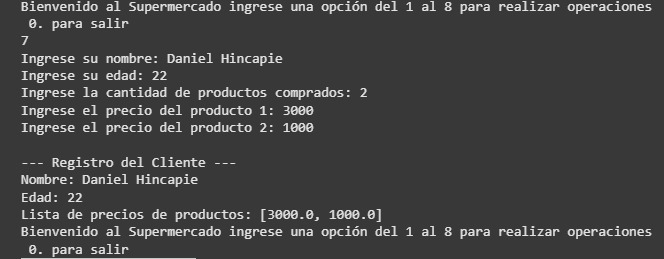 Bienvenido al Supermercado ingrese una opción del 1 al 8 para realizar operaciones
0. para salir
7
Ingrese su nombre: Daniel Hincapie
Ingrese su edad: 22
Ingrese la cantidad de productos comprados: 2
Ingrese el precio del producto 1: 3000
Ingrese el precio del producto 2: 1000

--- Registro del Cliente ---
Nombre: Daniel Hincapie
Edad: 22
Lista de precios de productos: [3000.0, 1000.0]
Bienvenido al Supermercado ingrese una opción del 1 al 8 para realizar operaciones
0. para salir